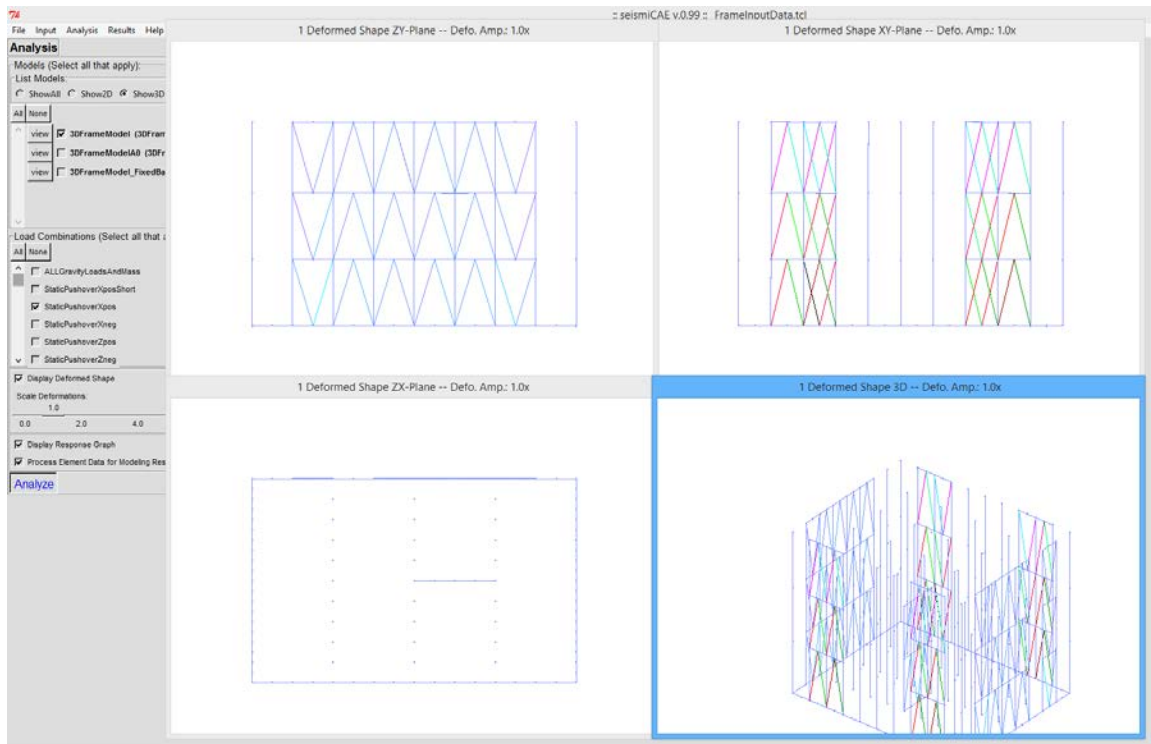 :: seismiCAE v.0.99 :: FrameInputData.tcl
File Input Analysis Results Help
Analysis
Models (Select all that apply):
List Models:
ShowAll Show2D Show3D
All None
view 3DFrameModel (3DFram
view 3DFrameModelA0 (3DFr
view 3DFrameModel_FixedBa
Load Combinations (Select all that a
All None
ALLGravityLoadsAndMass
StaticPushoverXposShort
StaticPushoverXpos
StaticPushoverXneg
StaticPushoverZpos
StaticPushoverZneg
Display Deformed Shape
Scale Deformations:
1.0
0.0 2.0 4.0
Display Response Graph
Process Element Data for Modeling Res
Analyze
1 Deformed Shape ZY-Plane -- Defo. Amp.: 1.0x
1 Deformed Shape XY-Plane -- Defo. Amp.: 1.0x
1 Deformed Shape ZX-Plane -- Defo. Amp.: 1.0x
1 Deformed Shape 3D -- Defo. Amp.: 1.0x